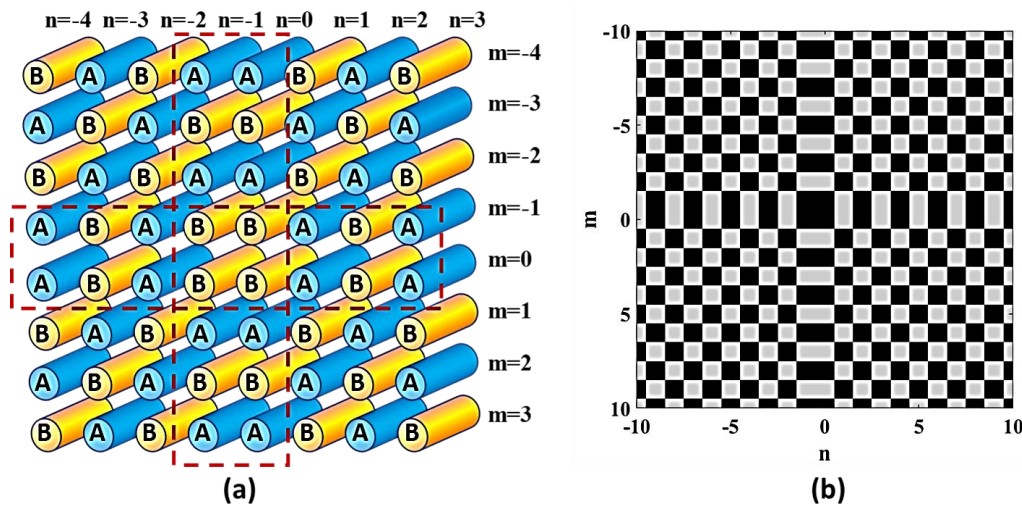 n=-4 n=-3 n=-2 n=-1 n=0 n=1 n=2 n=3
B A B A A B A B m=-4
A B A B B A B A m=-3
B A B A A B A B m=-2
A B A B B A B A m=-1
A B A B B A B A m=0
B A B A A B A B m=1
A B A B B A B A m=2
B A B A A B A B m=3
(a)
-10
-5
0
5
10
m
-10 -5 0 5 10
n
(b)